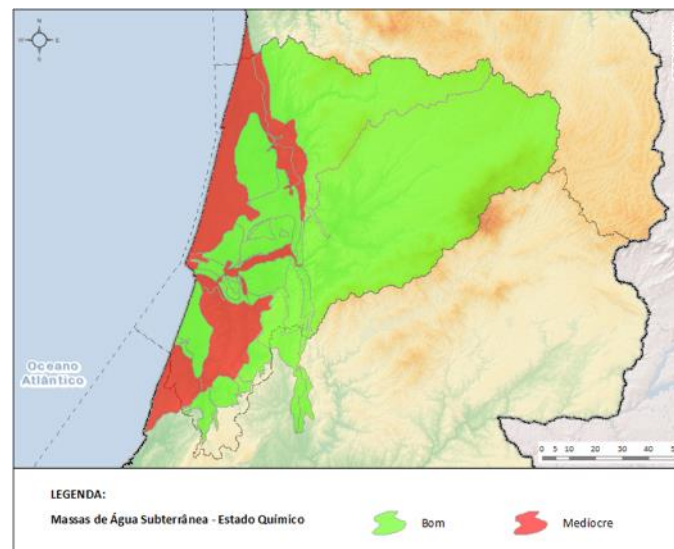 N
W
E
S
Oceano
Atlântico
0 5 10 20 30 40
LEGENDA:
Massas de Água Subterrânea - Estado Químico
Bom
Medíocre